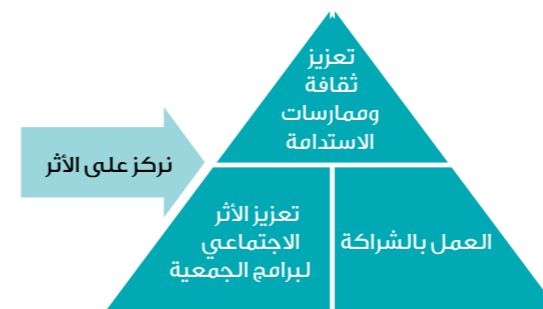 تعزيز
ثقافة
وممارسات
الاستدامة
نركز على الأثر
العمل بالشراكة
تعزيز الأثر
الاجتماعي
لبرامج الجمعية